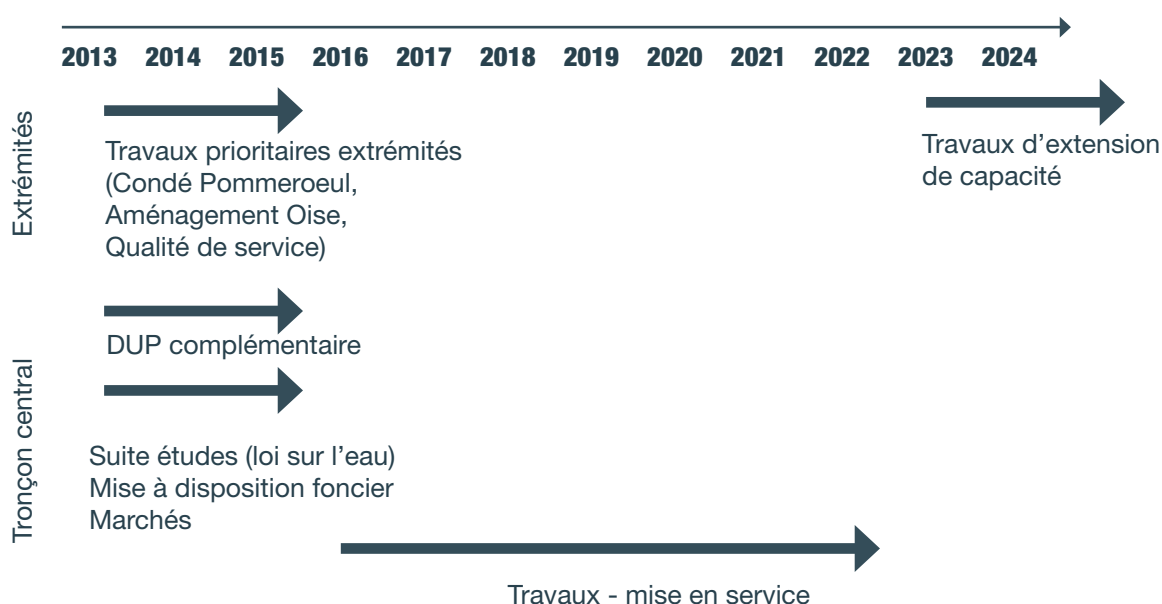 2013 2014 2015 2016 2017 2018 2019 2020 2021 2022 2023 2024
Extrémités
Travaux prioritaires extrémités
(Condé Pommeroeul,
Aménagement Oise,
Qualité de service)
Travaux d’extension
de capacité
Tronçon central
DUP complémentaire
Suite études (loi sur l’eau)
Mise à disposition foncier
Marchés
Travaux - mise en service